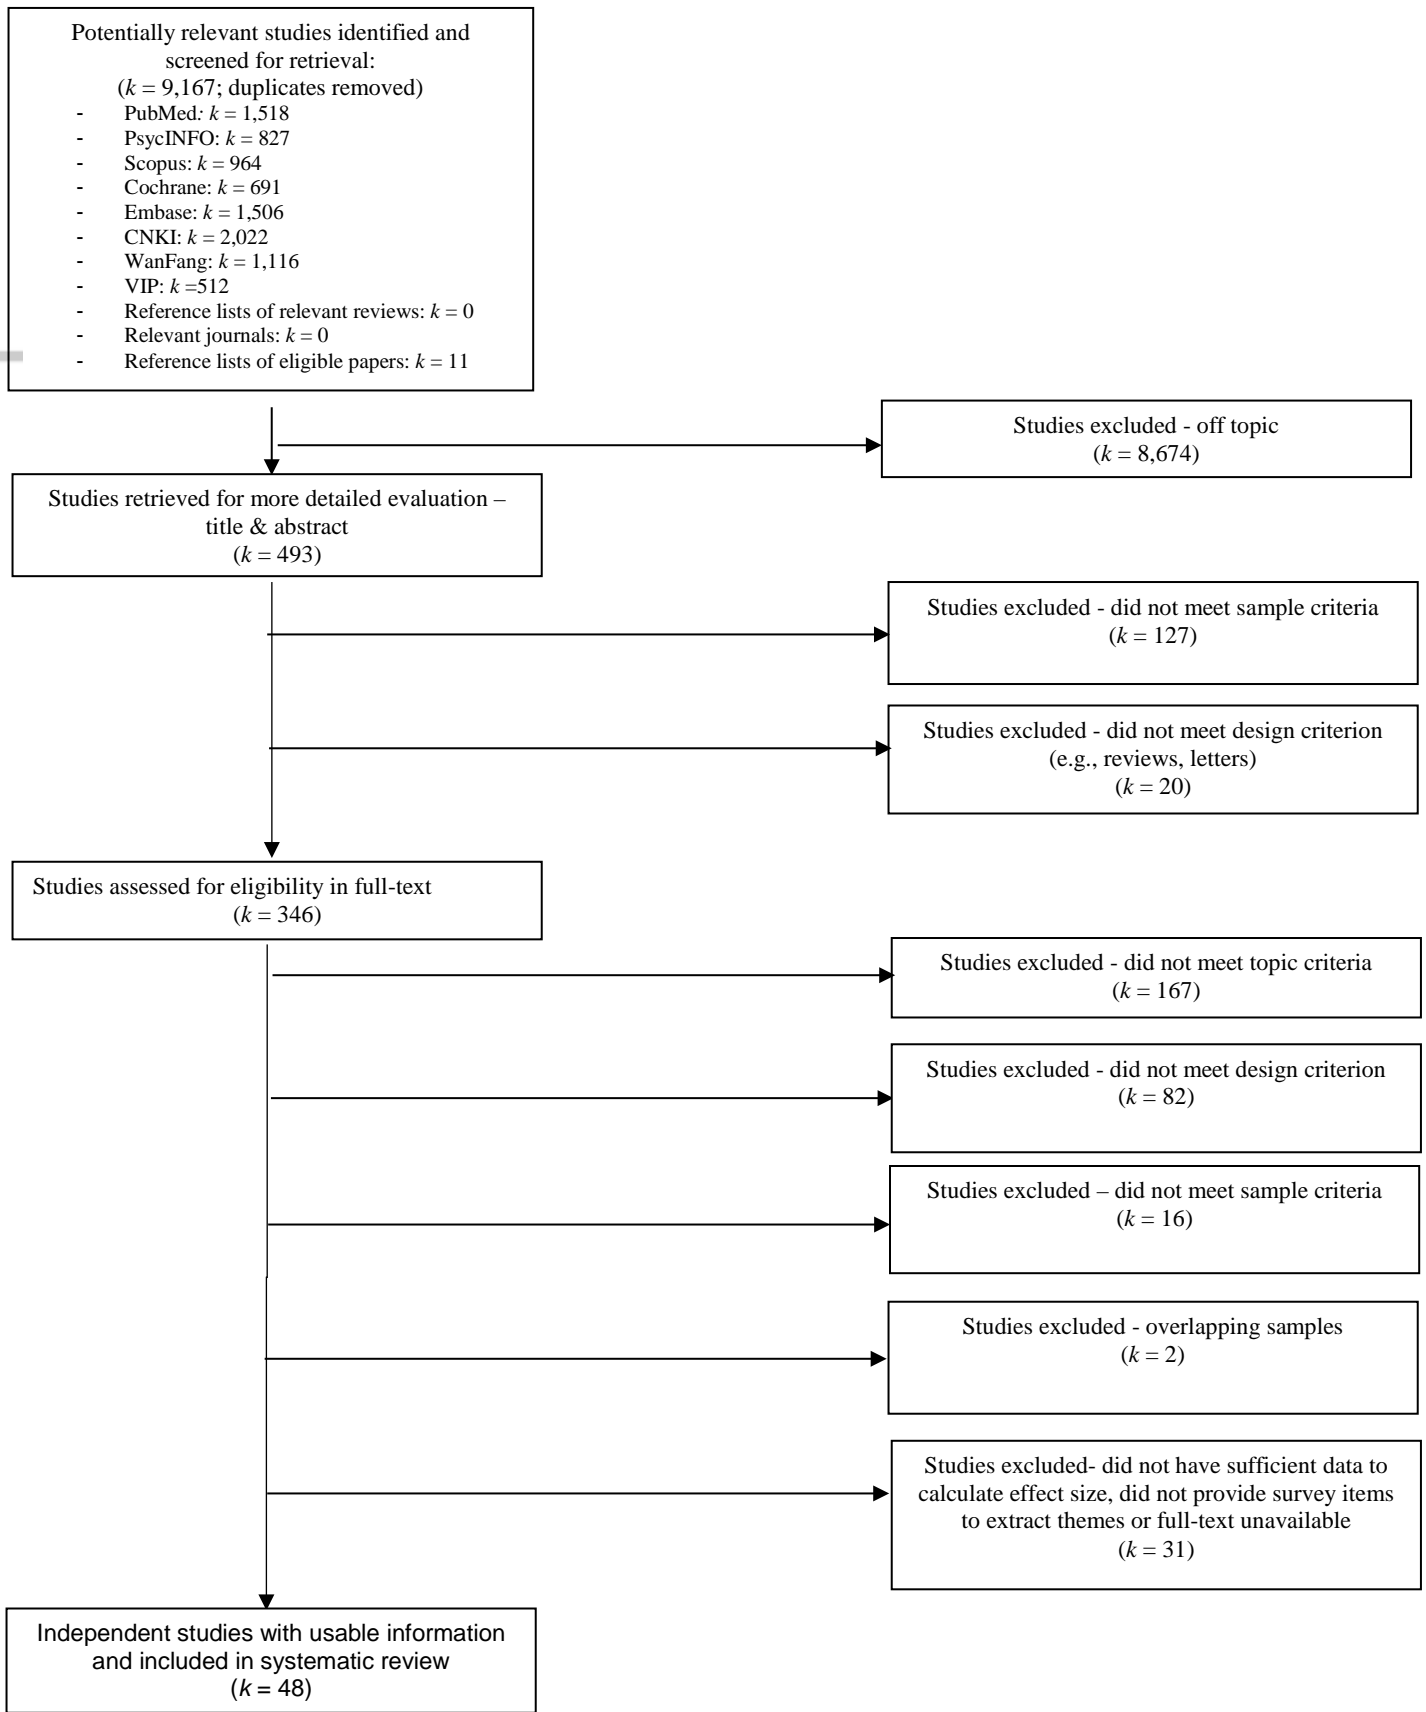 Potentially relevant studies identified and
screened for retrieval:
(k = 9,167; duplicates removed)
- PubMed: k = 1,518
- PsycINFO: k = 827
- Scopus: k = 964
- Cochrane: k = 691
- Embase: k = 1,506
- CNKI: k = 2,022
- WanFang: k = 1,116
- VIP: k =512
- Reference lists of relevant reviews: k = 0
- Relevant journals: k = 0
- Reference lists of eligible papers: k = 11
Studies excluded - off topic
(k = 8,674)
Studies retrieved for more detailed evaluation –
title & abstract
(k = 493)
Studies excluded - did not meet sample criteria
(k = 127)
Studies excluded - did not meet design criterion
(e.g., reviews, letters)
(k = 20)
Studies assessed for eligibility in full-text
(k = 346)
Studies excluded - did not meet topic criteria
(k = 167)
Studies excluded - did not meet design criterion
(k = 82)
Studies excluded – did not meet sample criteria
(k = 16)
Studies excluded - overlapping samples
(k = 2)
Studies excluded- did not have sufficient data to
calculate effect size, did not provide survey items
to extract themes or full-text unavailable
(k = 31)
Independent studies with usable information
and included in systematic review
(k = 48)